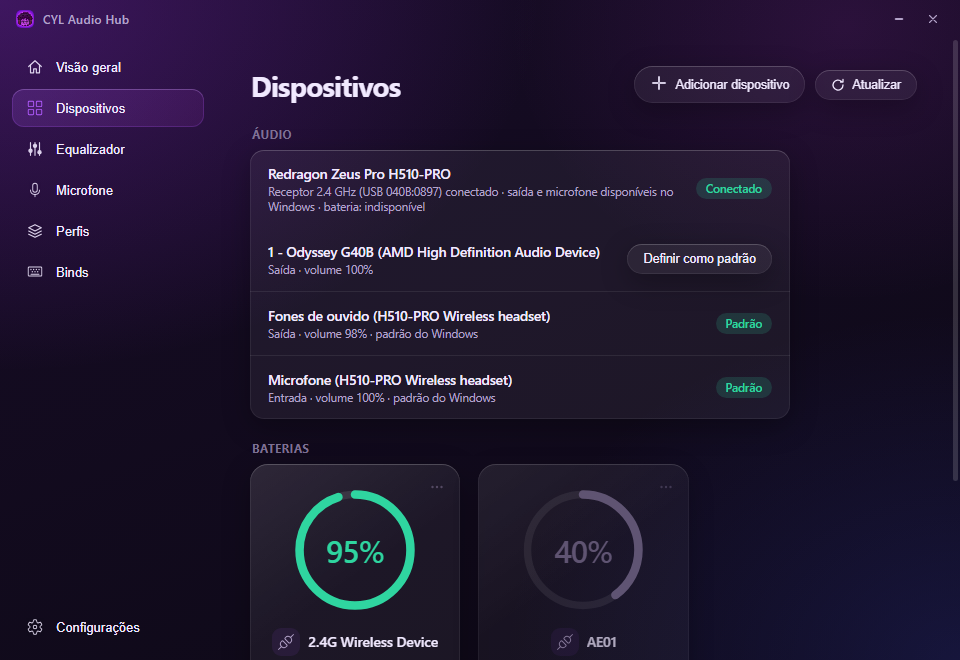 CYL Audio Hub
Visão geral
Dispositivos
Equalizador
Microfone
Perfis
Binds
Configurações
Dispositivos
Adicionar dispositivo
Atualizar
ÁUDIO
Redragon Zeus Pro H510-PRO
Receptor 2.4 GHz (USB 040B:0897) conectado · saída e microfone disponíveis no
Windows · bateria: indisponível
Conectado
1 - Odyssey G40B (AMD High Definition Audio Device)
Saída · volume 100%
Definir como padrão
Fones de ouvido (H510-PRO Wireless headset)
Saída · volume 98% · padrão do Windows
Padrão
Microfone (H510-PRO Wireless headset)
Entrada · volume 100% · padrão do Windows
Padrão
BATERIAS
95%
2.4G Wireless Device
40%
AE01